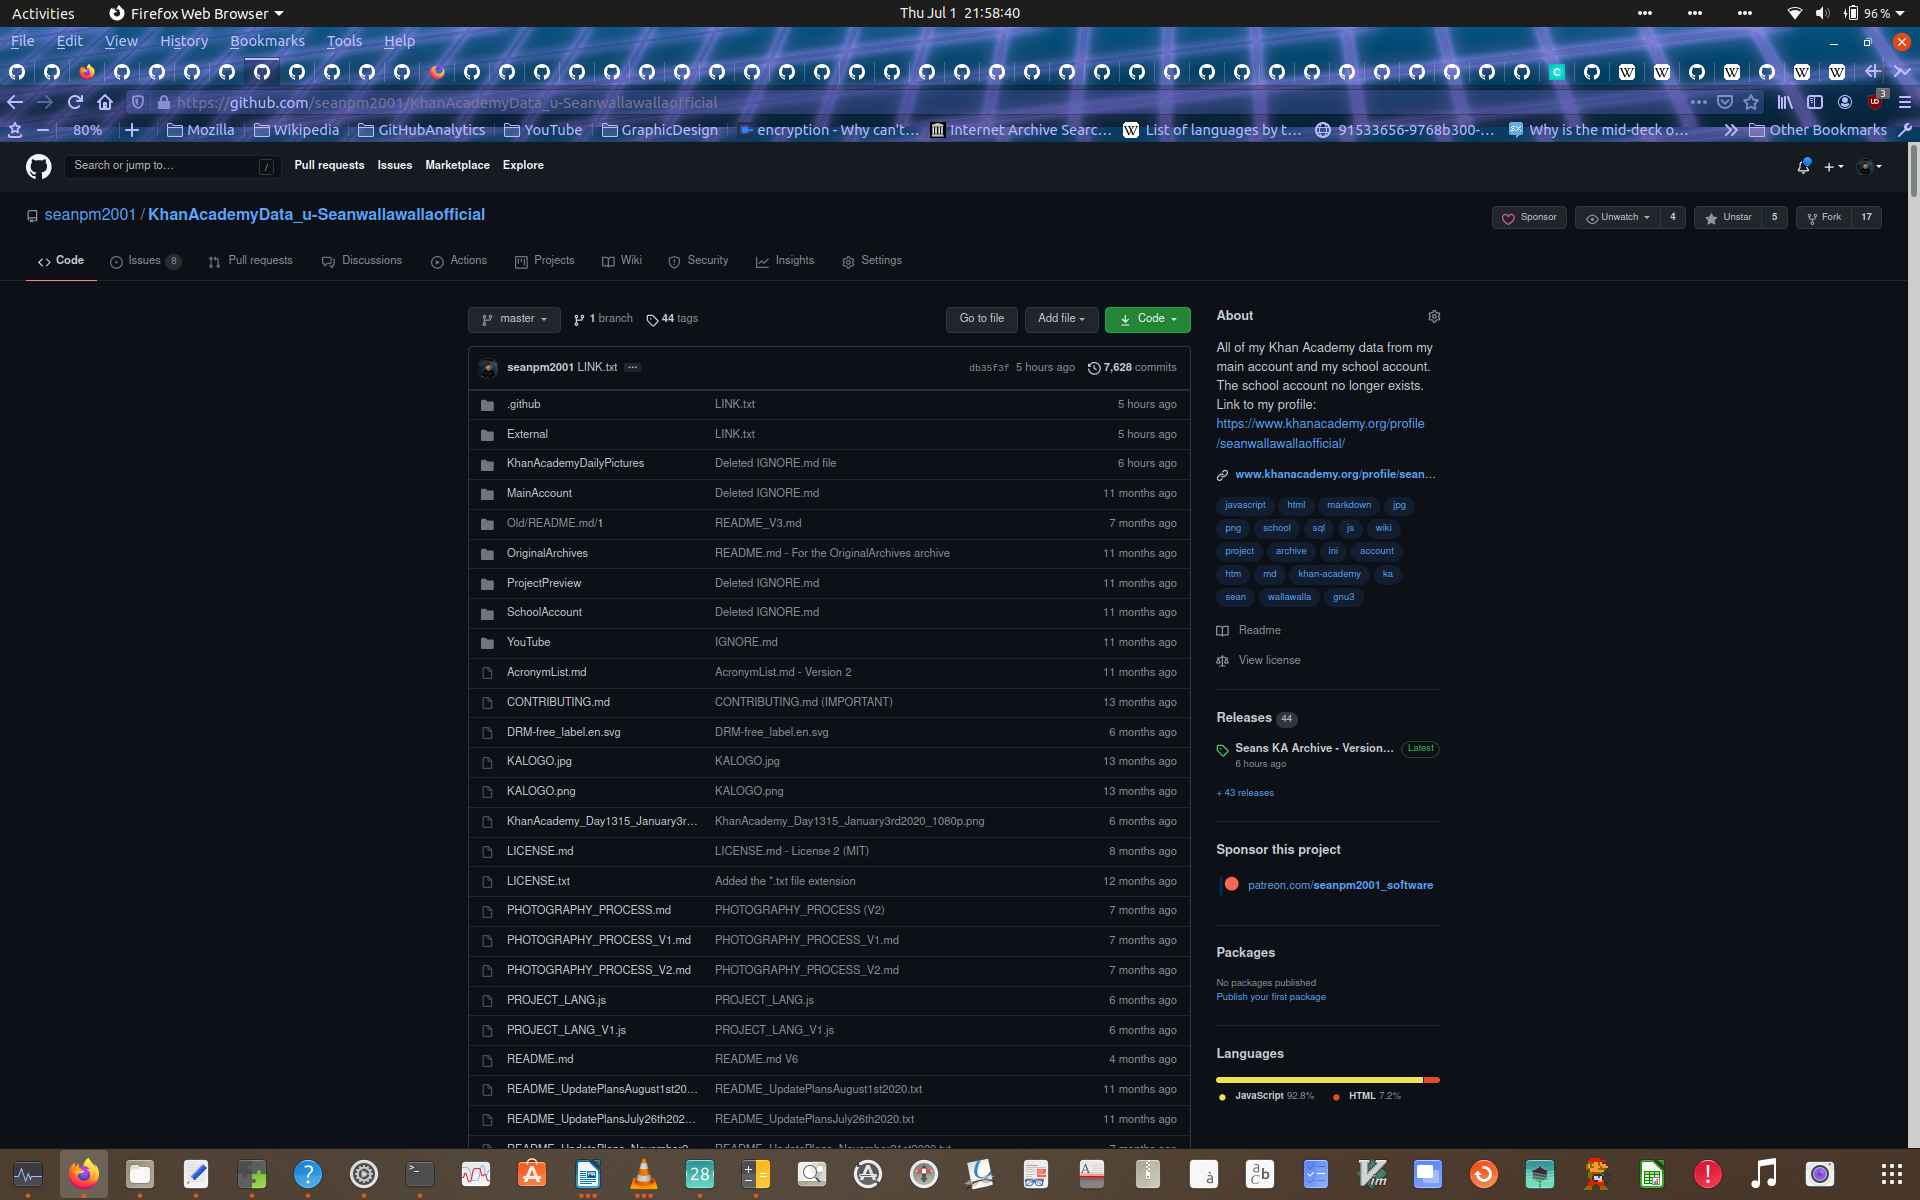 Activities Firefox Web Browser Thu Jul 1 21:58:40 96 %
File Edit View History Bookmarks Tools Help
https://github.com/seanpm2001/KhanAcademyData_u-Seanwallawallaofficial 3
80% Mozilla Wikipedia GitHubAnalytics YouTube GraphicDesign encryption - Why can't… Internet Archive Searc… List of languages by t… 91533656-9768b300-… Why is the mid-deck o… Other Bookmarks
Search or jump to… / Pull requests Issues Marketplace Explore
seanpm2001 / KhanAcademyData_u-Seanwallawallaofficial Sponsor Unwatch 4 Unstar 5 Fork 17
Code Issues 8 Pull requests Discussions Actions Projects Wiki Security Insights Settings
master 1 branch 44 tags Go to file Add file Code
seanpm2001 LINK.txt ... db35f3f 5 hours ago 7,628 commits
.github LINK.txt 5 hours ago
External LINK.txt 5 hours ago
KhanAcademyDailyPictures Deleted IGNORE.md file 6 hours ago
MainAccount Deleted IGNORE.md 11 months ago
Old/README.md/1 README_V3.md 7 months ago
OriginalArchives README.md - For the OriginalArchives archive 11 months ago
ProjectPreview Deleted IGNORE.md 11 months ago
SchoolAccount Deleted IGNORE.md 11 months ago
YouTube IGNORE.md 11 months ago
AcronymList.md AcronymList.md - Version 2 11 months ago
CONTRIBUTING.md CONTRIBUTING.md (IMPORTANT) 13 months ago
DRM-free_label.en.svg DRM-free_label.en.svg 6 months ago
KALOGO.jpg KALOGO.jpg 13 months ago
KALOGO.png KALOGO.png 13 months ago
KhanAcademy_Day1315_January3r… KhanAcademy_Day1315_January3rd2020_1080p.png 6 months ago
LICENSE.md LICENSE.md - License 2 (MIT) 8 months ago
LICENSE.txt Added the *.txt file extension 12 months ago
PHOTOGRAPHY_PROCESS.md PHOTOGRAPHY_PROCESS (V2) 7 months ago
PHOTOGRAPHY_PROCESS_V1.md PHOTOGRAPHY_PROCESS_V1.md 7 months ago
PHOTOGRAPHY_PROCESS_V2.md PHOTOGRAPHY_PROCESS_V2.md 7 months ago
PROJECT_LANG.js PROJECT_LANG.js 6 months ago
PROJECT_LANG_V1.js PROJECT_LANG_V1.js 6 months ago
README.md README.md V6 4 months ago
README_UpdatePlansAugust1st20… README_UpdatePlansAugust1st2020.txt 11 months ago
README_UpdatePlansJuly26th202… README_UpdatePlansJuly26th2020.txt 11 months ago
About
All of my Khan Academy data from my
main account and my school account.
The school account no longer exists.
Link to my profile:
https://www.khanacademy.org/profile
/seanwallawallaofficial/
www.khanacademy.org/profile/sean…
javascript html markdown jpg
png school sql js wiki
project archive ini account
htm md khan-academy ka
sean wallawalla gnu3
Readme
View license
Releases 44
Seans KA Archive - Version… Latest
6 hours ago
+ 43 releases
Sponsor this project
patreon.com/seanpm2001_software
Packages
No packages published
Publish your first package
Languages
JavaScript 92.8% HTML 7.2%